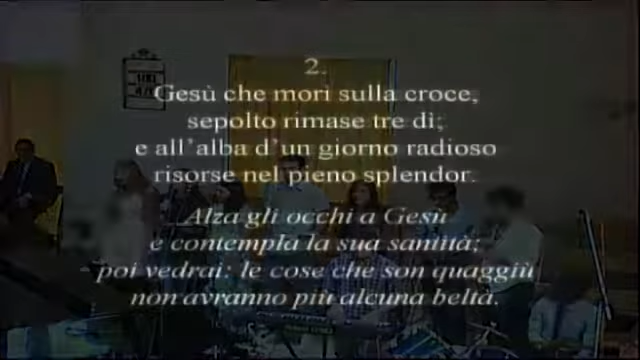 2.
Gesù che morì sulla croce,
sepolto rimase tre dì;
e all'alba d'un giorno radioso
risorse nel pieno splendor.
Alza gli occhi a Gesù
e contempla la sua santità;
poi vedrai: le cose che son quaggiù
non avranno più alcuna beltà.